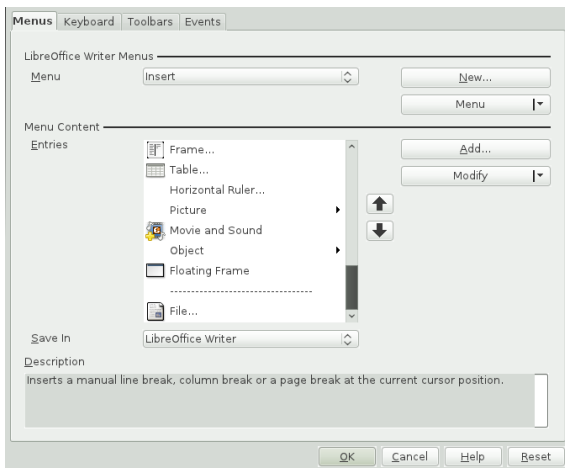 Menus Keyboard Toolbars Events
LibreOffice Writer Menus
Menu Insert New...
Menu
Menu Content
Entries Add...
Modify
Frame...
Table...
Horizontal Ruler...
Picture
Movie and Sound
Object
Floating Frame
----------------------------------
File...
Save In LibreOffice Writer
Description
Inserts a manual line break, column break or a page break at the current cursor position.
OK Cancel Help Reset